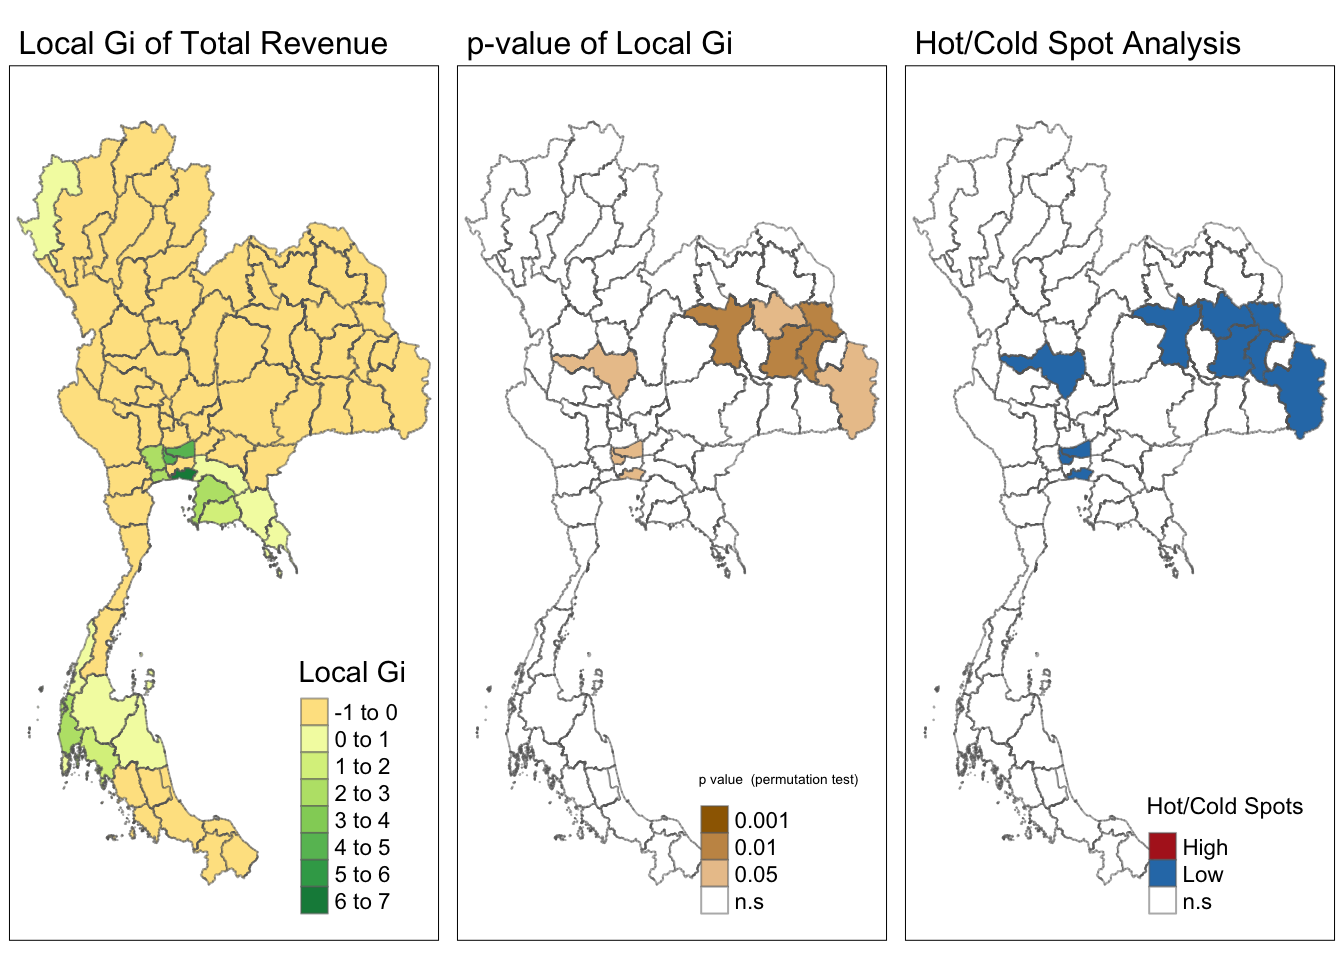 Local Gi of Total Revenue
p-value of Local Gi
Hot/Cold Spot Analysis
Local Gi
-1 to 0
0 to 1
1 to 2
2 to 3
3 to 4
4 to 5
5 to 6
6 to 7
p value (permutation test)
0.001
0.01
0.05
n.s
Hot/Cold Spots
High
Low
n.s